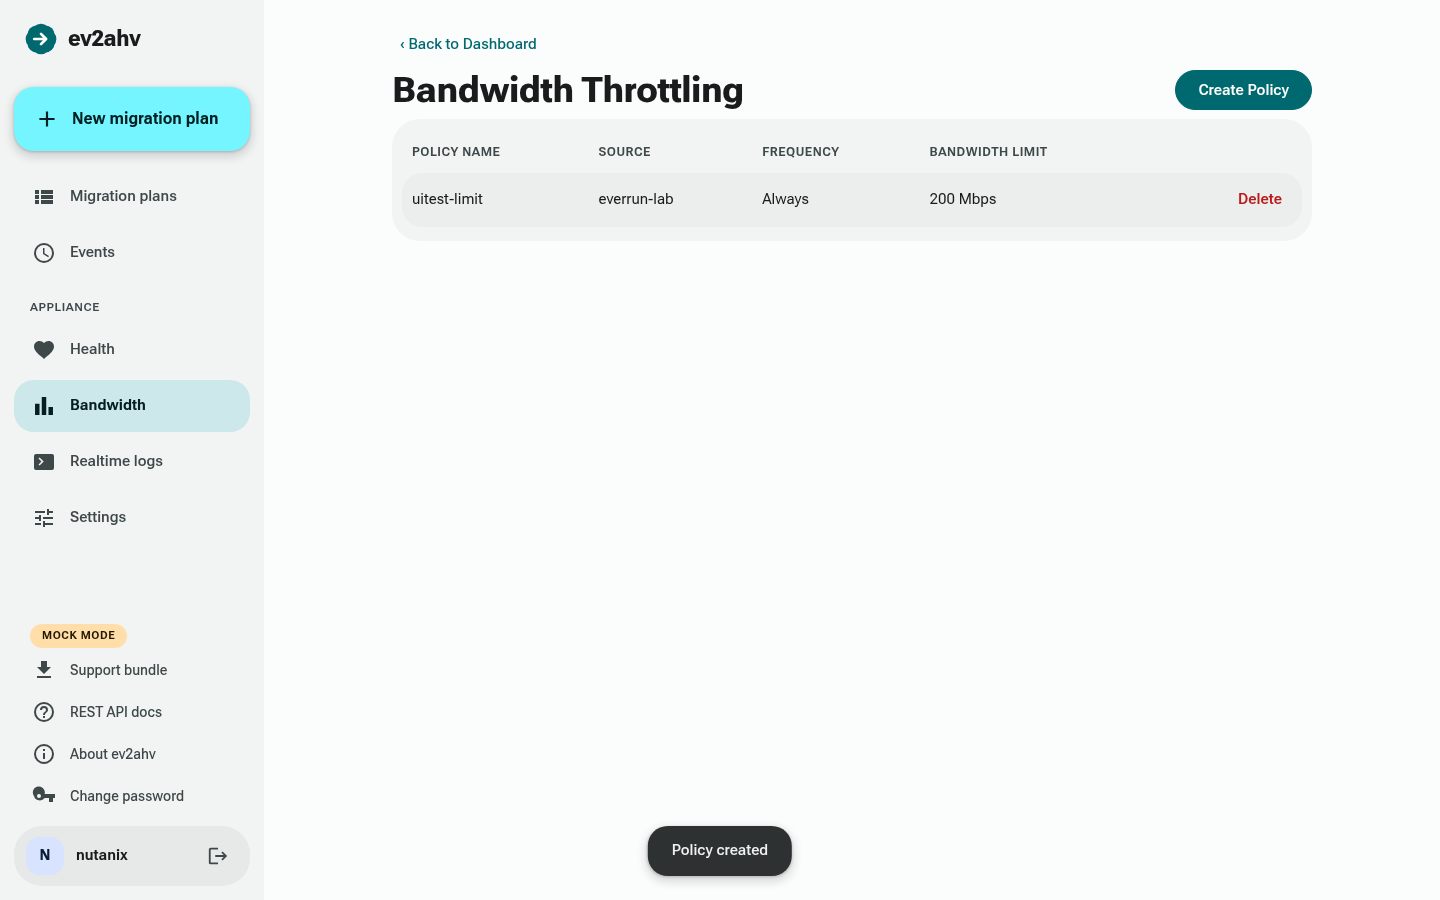 ev2ahv
New migration plan
Migration plans
Events
APPLIANCE
Health
Bandwidth
Realtime logs
Settings
MOCK MODE
Support bundle
REST API docs
About ev2ahv
Change password
N nutanix
‹ Back to Dashboard
Bandwidth Throttling
Create Policy
POLICY NAME SOURCE FREQUENCY BANDWIDTH LIMIT
uitest-limit everrun-lab Always 200 Mbps Delete
Policy created